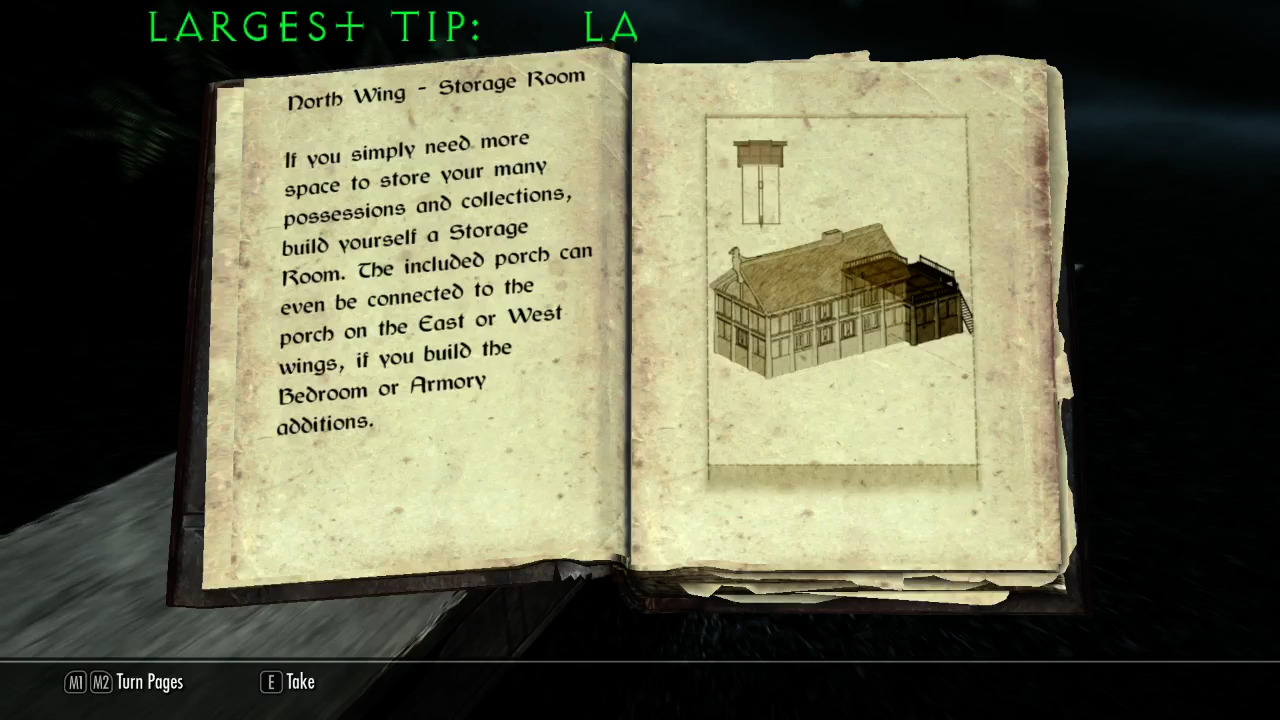 LARGEST TIP: LA
North Wing - Storage Room
If you simply need more
space to store your many
possessions and collections,
build yourself a Storage
Room. The included porch can
even be connected to the
porch on the East or West
wings, if you build the
Bedroom or Armory
additions.
M1 M2 Turn Pages
E Take